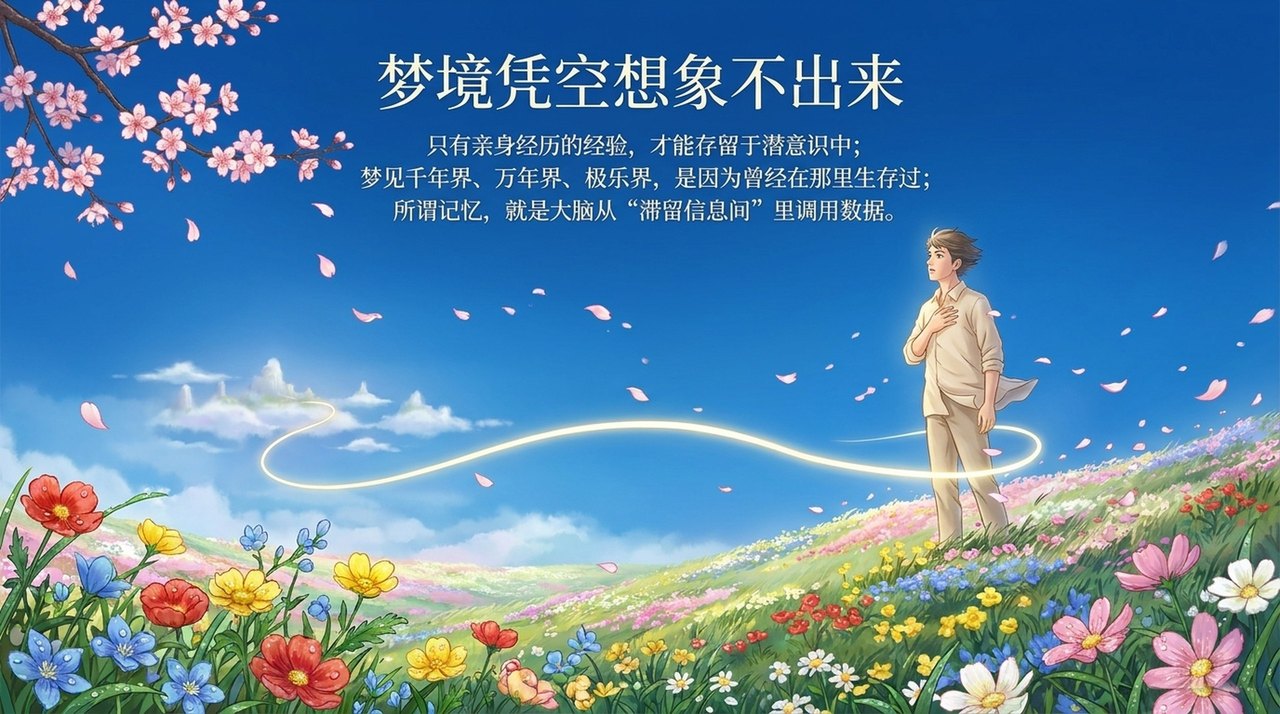 梦境凭空想象不出来
只有亲身经历的经验，才能存留于潜意识中；
梦见千年界、万年界、极乐界，是因为曾经在那里生存过；
所谓记忆，就是大脑从“滞留信息间”里调用数据。